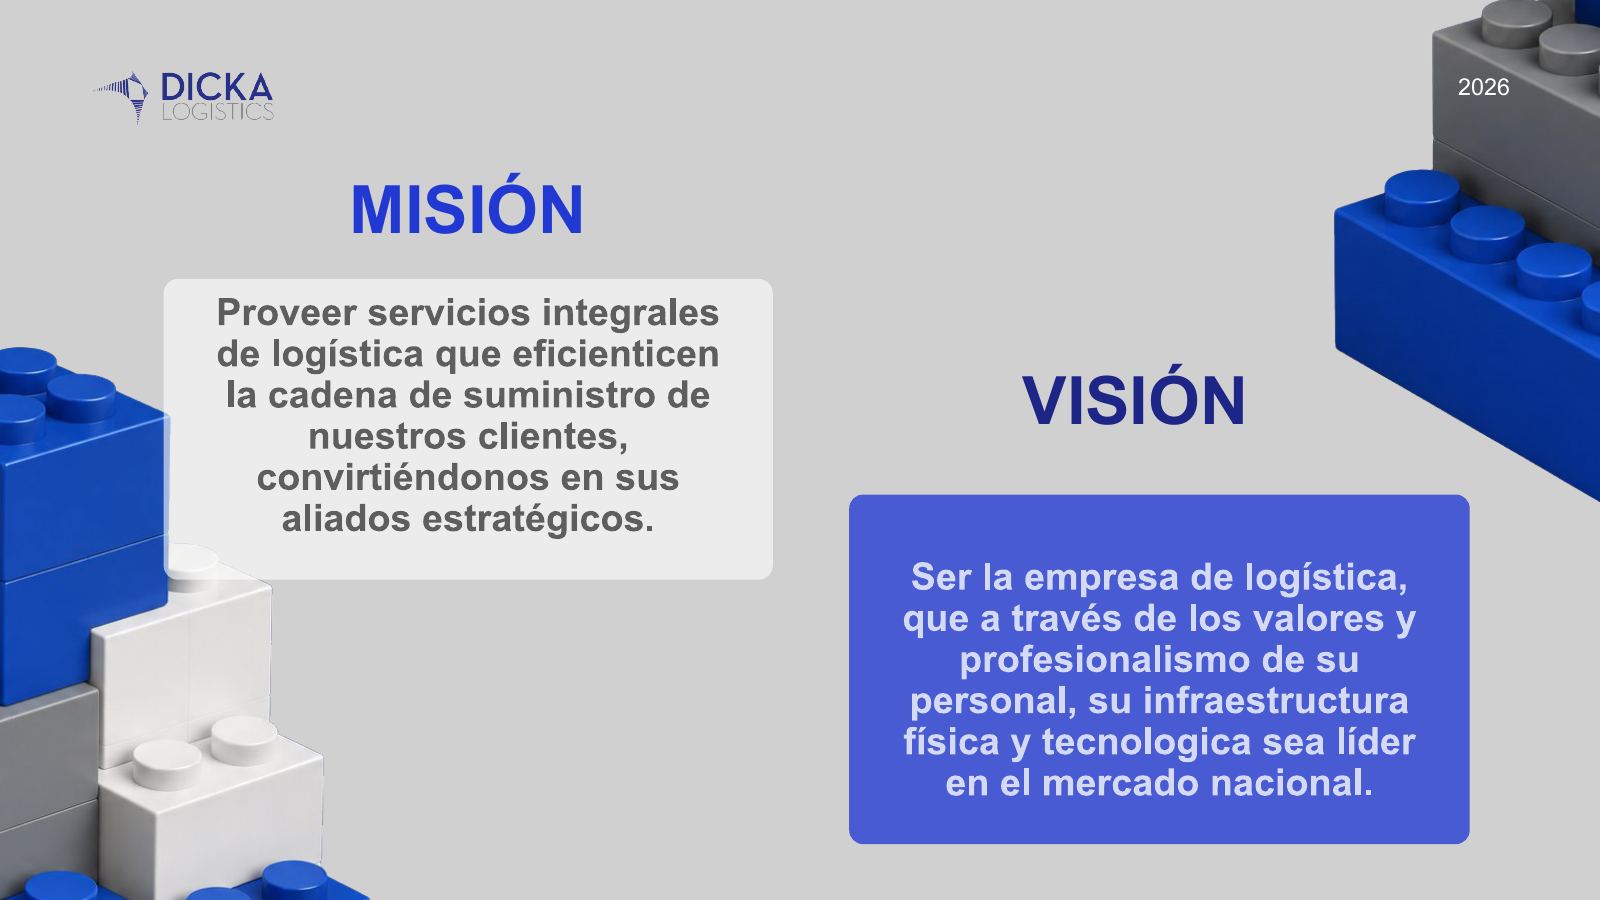 DICKA
LOGISTICS
2026
MISIÓN
Proveer servicios integrales
de logística que eficienticen
la cadena de suministro de
nuestros clientes,
convirtiéndonos en sus
aliados estratégicos.
VISIÓN
Ser la empresa de logística,
que a través de los valores y
profesionalismo de su
personal, su infraestructura
física y tecnologica sea líder
en el mercado nacional.